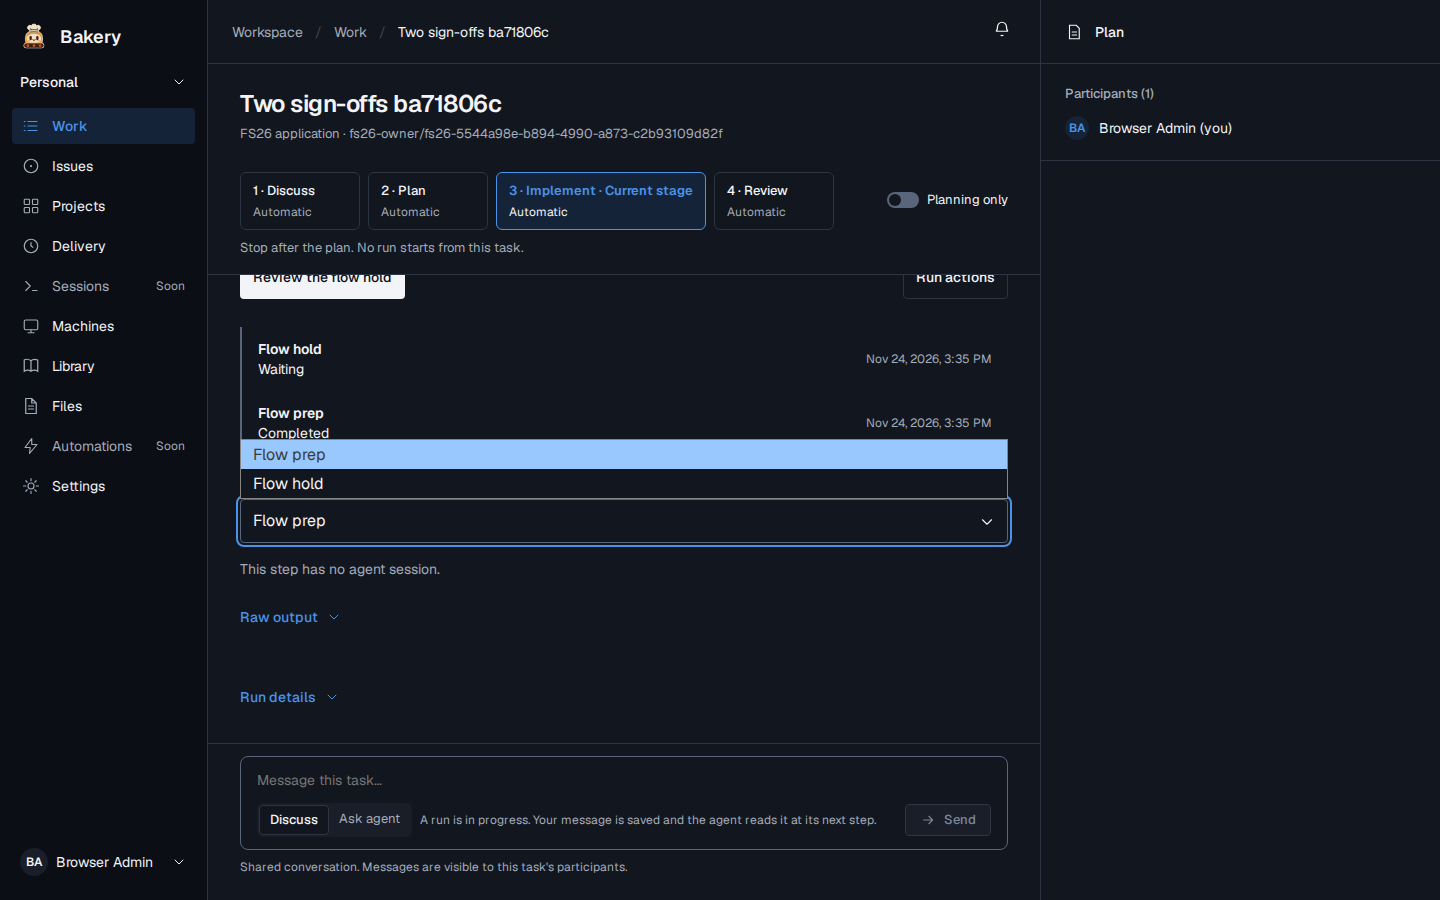 Bakery
Personal
Work
Issues
Projects
Delivery
Sessions Soon
Machines
Library
Files
Automations Soon
Settings
BA Browser Admin
Workspace / Work / Two sign-offs ba71806c
Two sign-offs ba71806c
FS26 application · fs26-owner/fs26-5544a98e-b894-4990-a873-c2b93109d82f
1 · Discuss
Automatic
2 · Plan
Automatic
3 · Implement · Current stage
Automatic
4 · Review
Automatic
Planning only
Stop after the plan. No run starts from this task.
Review the flow hold
Run actions
Flow hold
Waiting
Nov 24, 2026, 3:35 PM
Flow prep
Completed
Nov 24, 2026, 3:35 PM
Flow prep
Flow hold
Flow prep
This step has no agent session.
Raw output
Run details
Message this task...
Discuss
Ask agent
A run is in progress. Your message is saved and the agent reads it at its next step.
Send
Shared conversation. Messages are visible to this task's participants.
Plan
Participants (1)
BA Browser Admin (you)